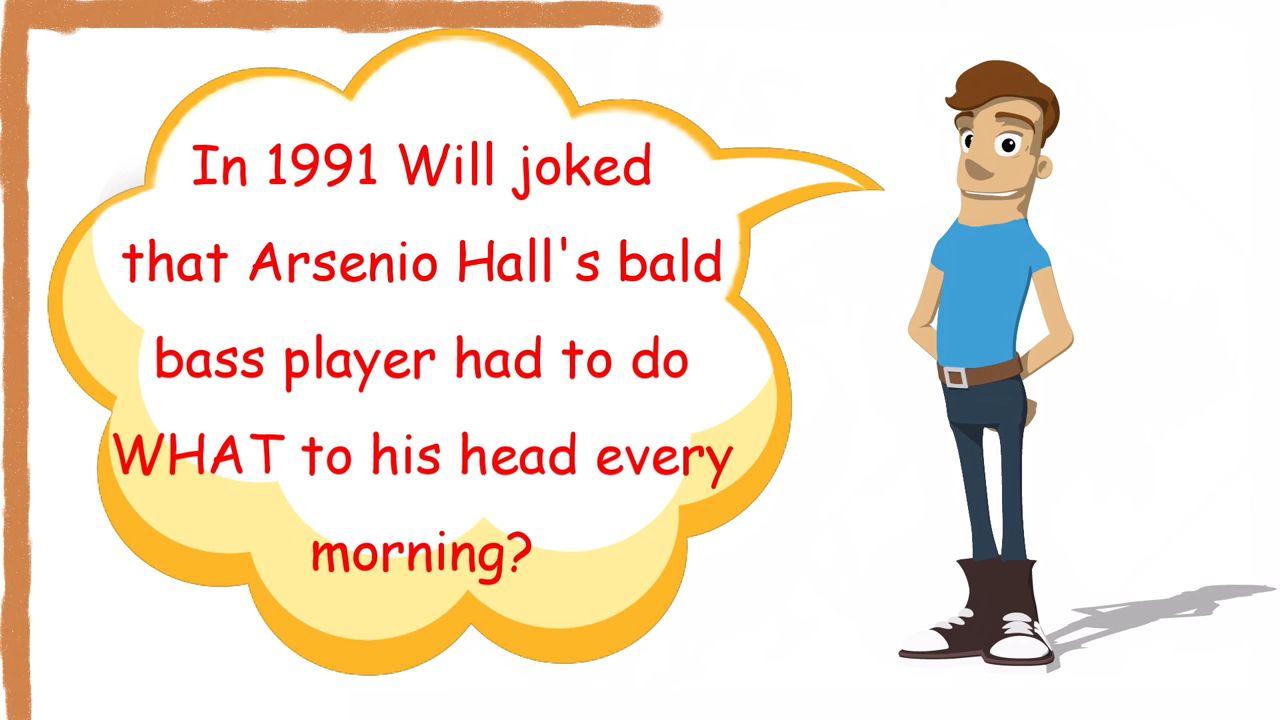 In 1991 Will joked
that Arsenio Hall's bald
bass player had to do
WHAT to his head every
morning?